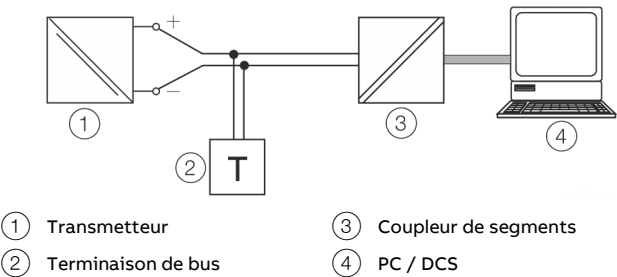 +
−
1
3
4
2
T
1 Transmetteur
3 Coupleur de segments
2 Terminaison de bus
4 PC / DCS